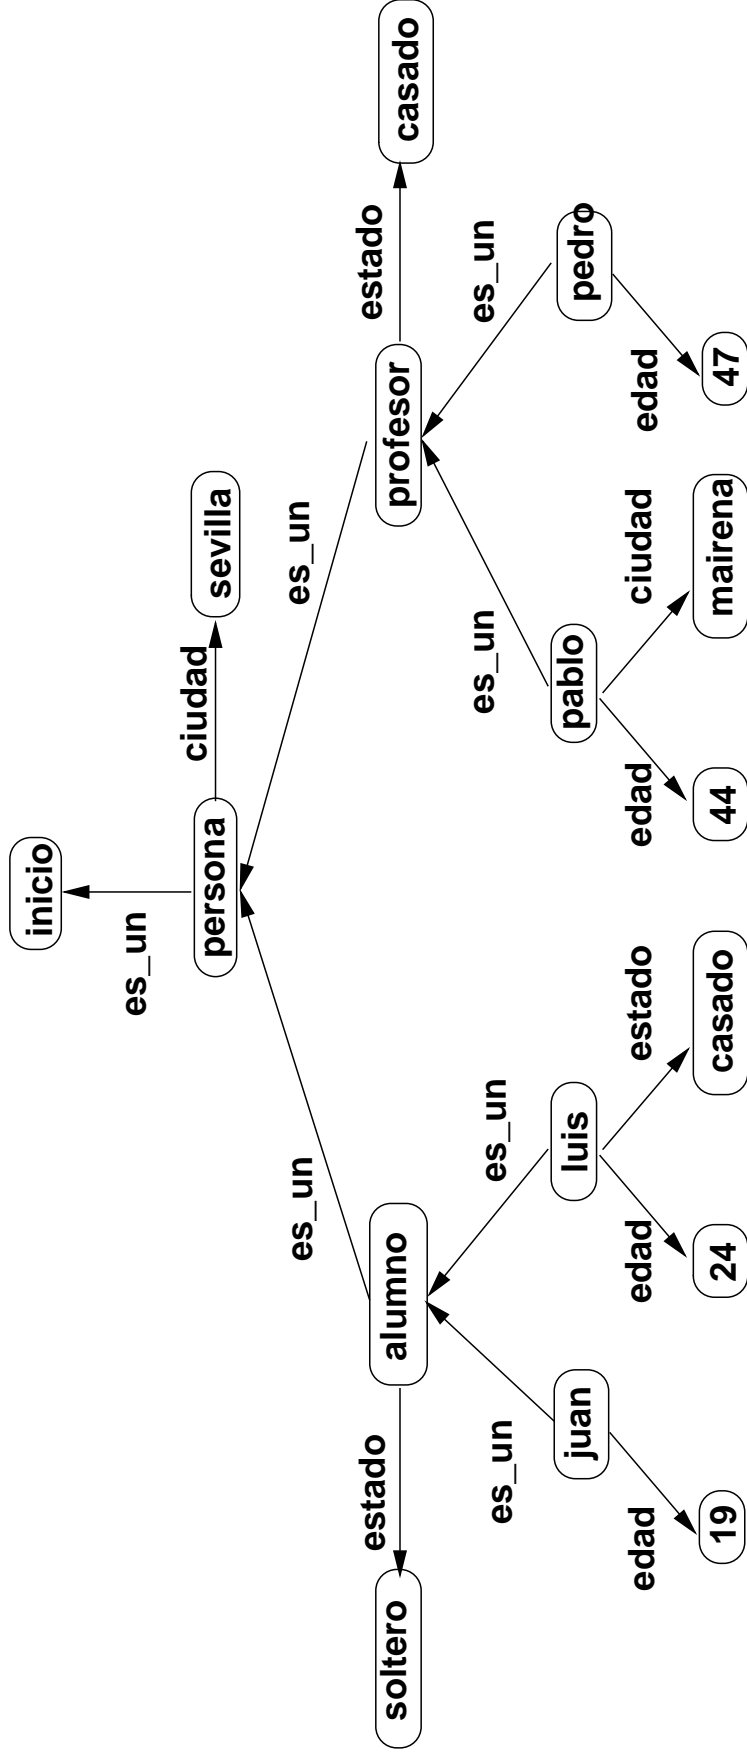 inicio
es_un
ciudad
persona
sevilla
es_un
es_un
estado
estado
soltero
alumno
profesor
casado
es_un
es_un
es_un
es_un
juan
luis
pablo
pedro
edad
edad
estado
edad
ciudad
edad
19
24
casado
44
mairena
47